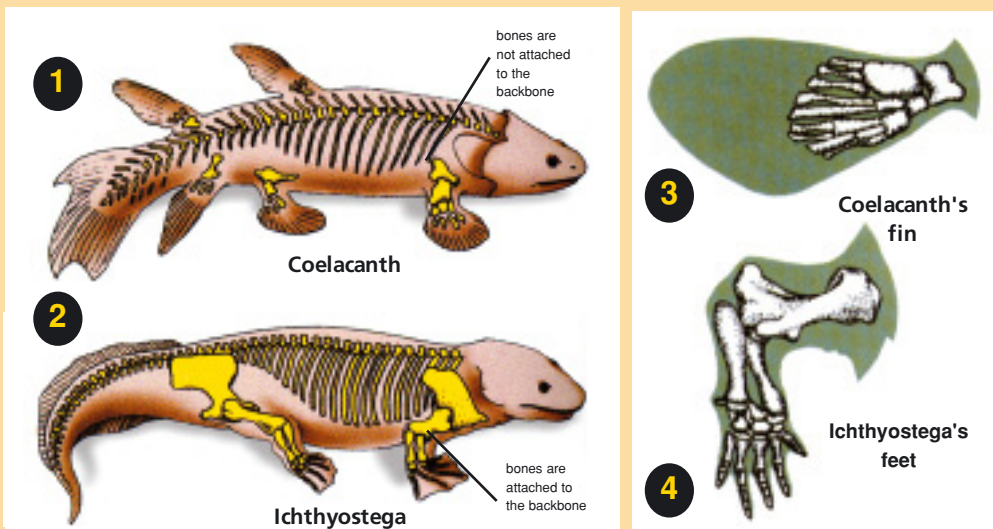 1
bones are
not attached
to the
backbone
Coelacanth
2
bones are
attached to
the backbone
Ichthyostega
3
Coelacanth's
fin
Ichthyostega's
feet
4